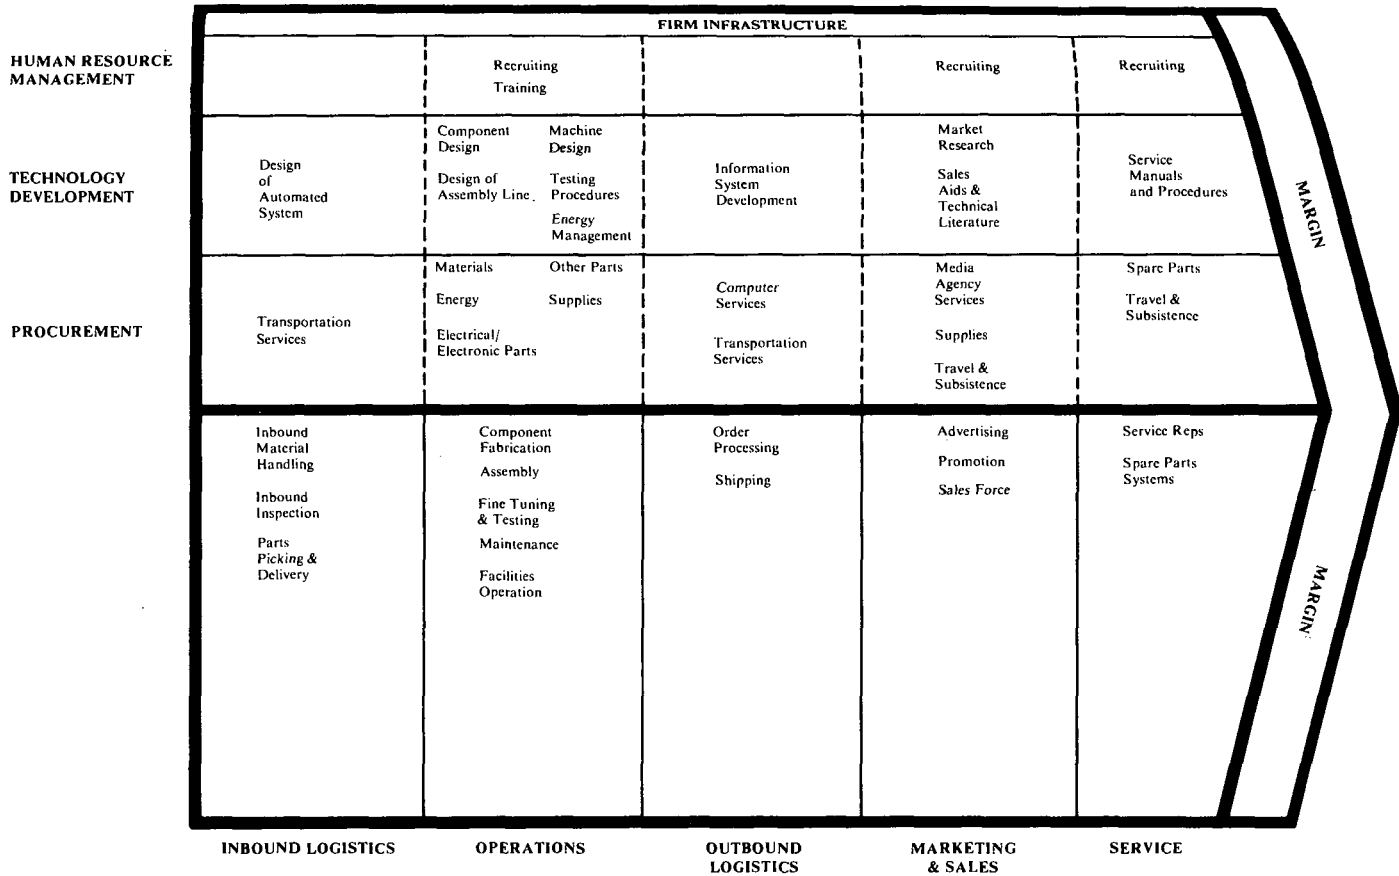 FIRM INFRASTRUCTURE
HUMAN RESOURCE
MANAGEMENT
Recruiting
Training
Recruiting
Recruiting
TECHNOLOGY
DEVELOPMENT
Design
of
Automated
System
Component
Design
Design of
Assembly Line.
Machine
Design
Testing
Procedures
Energy
Management
Information
System
Development
Market
Research
Sales
Aids &
Technical
Literature
Service
Manuals
and Procedures
PROCUREMENT
Transportation
Services
Materials
Energy
Electrical/
Electronic Parts
Other Parts
Supplies
Computer
Services
Transportation
Services
Media
Agency
Services
Supplies
Travel &
Subsistence
Spare Parts
Travel &
Subsistence
MARGIN
Inbound
Material
Handling
Inbound
Inspection
Parts
Picking &
Delivery
Component
Fabrication
Assembly
Fine Tuning
& Testing
Maintenance
Facilities
Operation
Order
Processing
Shipping
Advertising
Promotion
Sales Force
Service Reps
Spare Parts
Systems
MARGIN
INBOUND LOGISTICS
OPERATIONS
OUTBOUND
LOGISTICS
MARKETING
& SALES
SERVICE